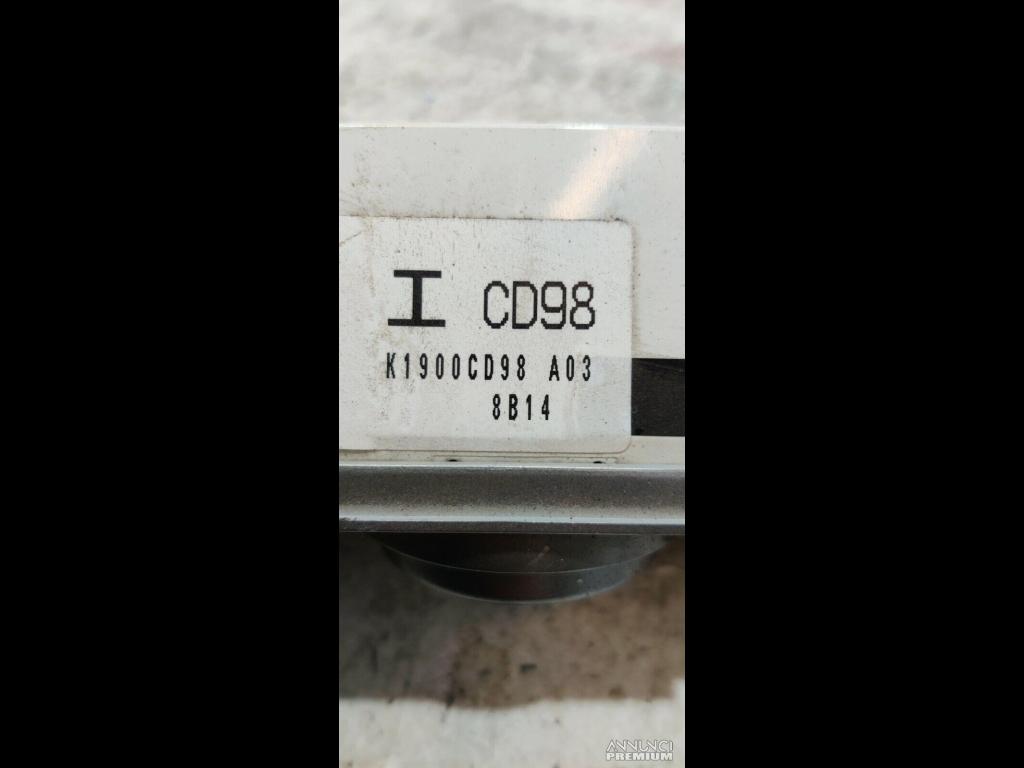 I CD98
K1900CD98 A03
8B14
ANNUNCI
PREMIUM